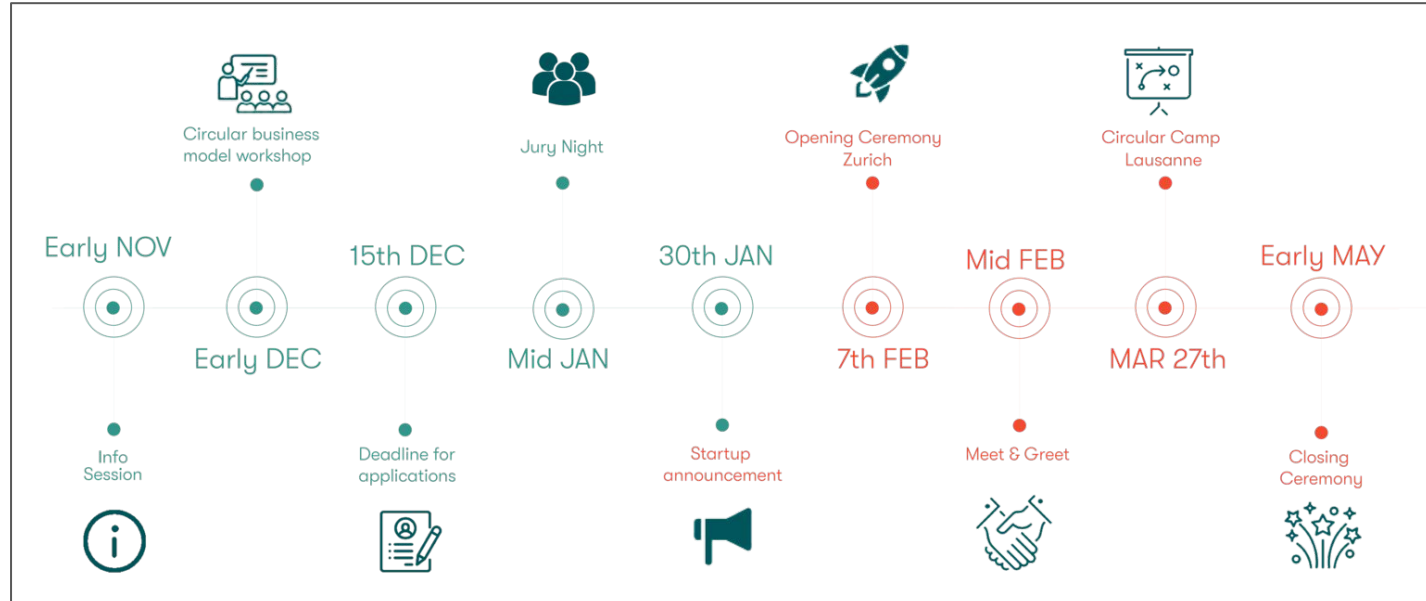 Circular business
model workshop
Jury Night
Opening Ceremony
Zurich
Circular Camp
Lausanne
Early NOV
15th DEC
30th JAN
Mid FEB
Early MAY
Early DEC
Mid JAN
7th FEB
MAR 27th
Info
Session
Deadline for
applications
Startup
announcement
Meet & Greet
Closing
Ceremony